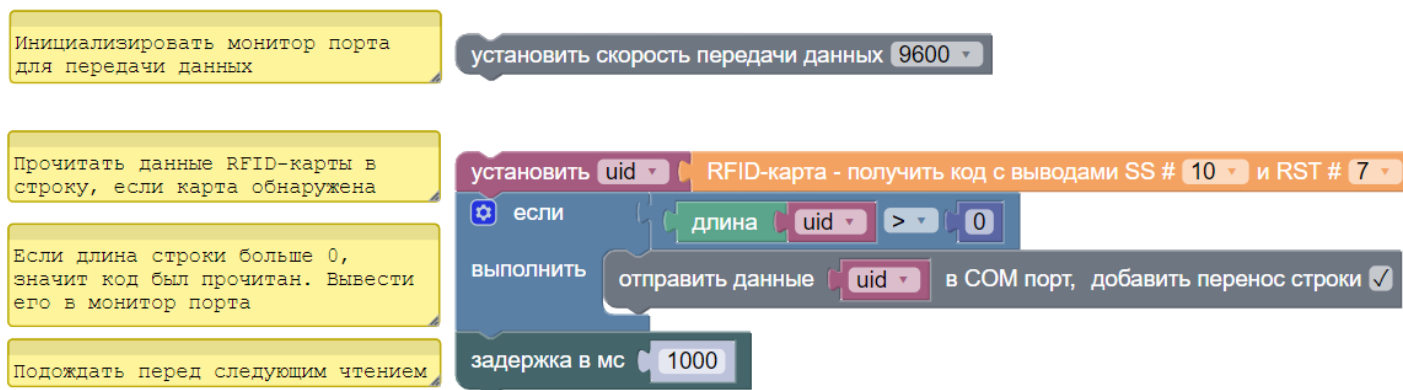 Инициализировать монитор порта
для передачи данных
установить скорость передачи данных 9600
Прочитать данные RFID-карты в
строку, если карта обнаружена
установить uid RFID-карта - получить код с выводами SS # 10 и RST # 7
если длина uid > 0
Если длина строки больше 0,
значит код был прочитан. Вывести
его в монитор порта
выполнить отправить данные uid в COM порт, добавить перенос строки
Подождать перед следующим чтением
задержка в мс 1000